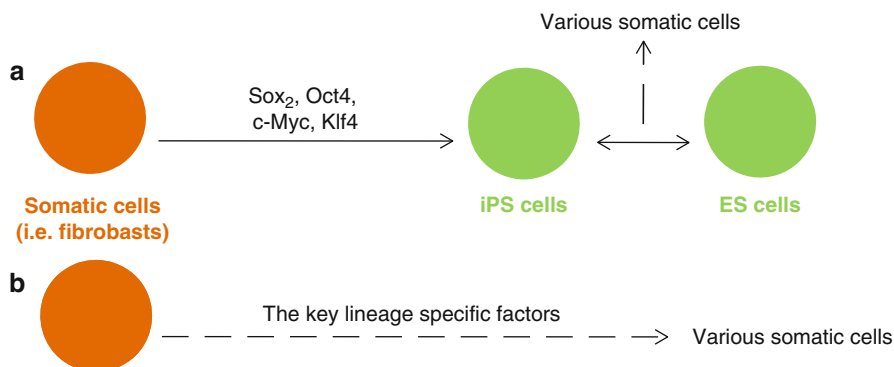 Various somatic cells
a
Sox₂, Oct4,
c-Myc, Klf4
Somatic cells
(i.e. fibrobasts)
iPS cells
ES cells
b
The key lineage specific factors
Various somatic cells